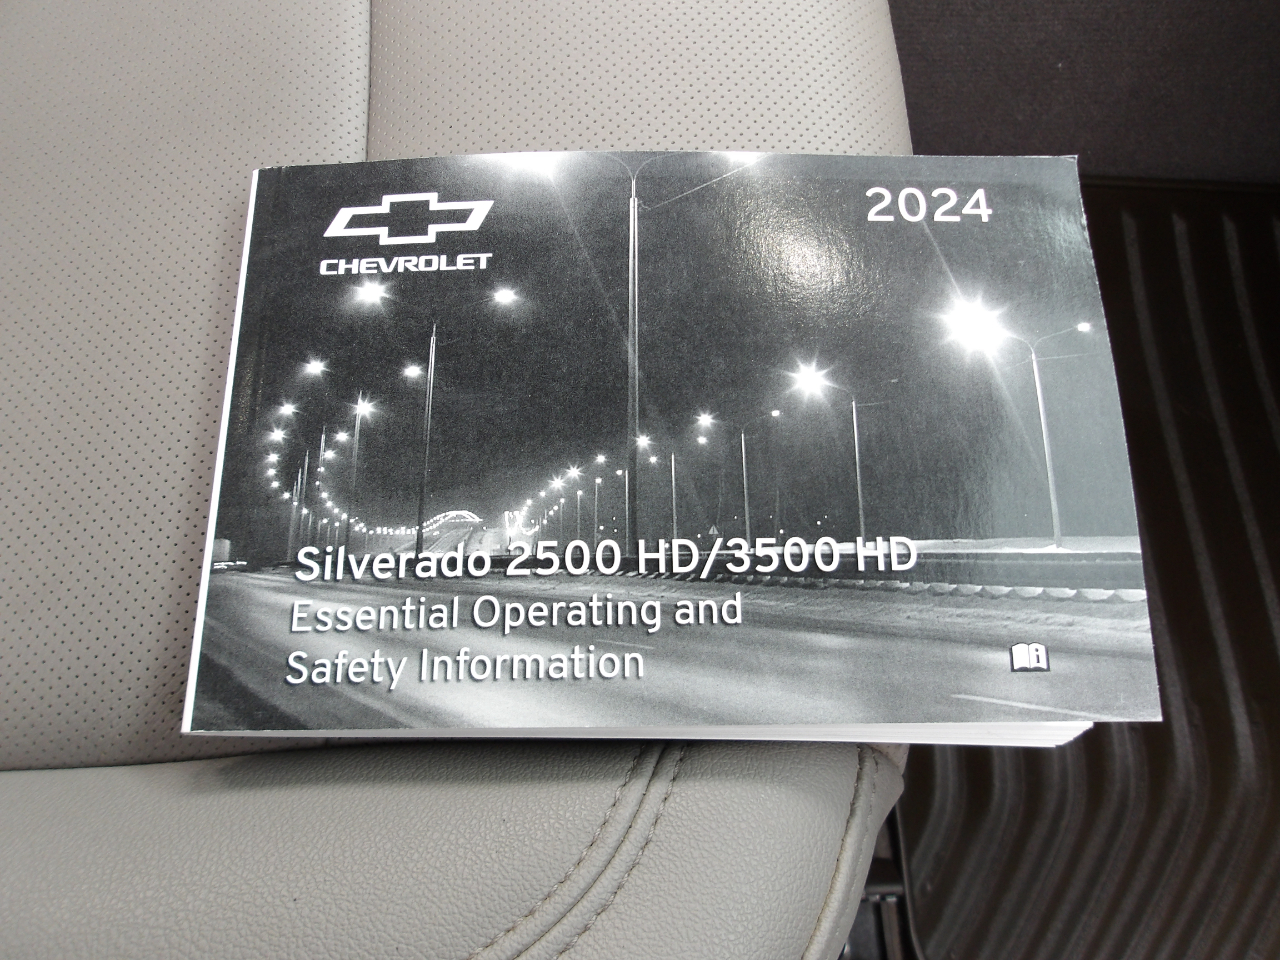 CHEVROLET
2024
Silverado 2500 HD/3500 HD
Essential Operating and
Safety Information